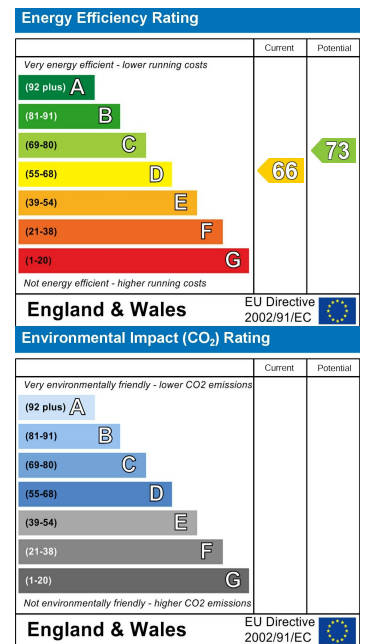 Energy Efficiency Rating
Current Potential
Very energy efficient - lower running costs
(92 plus) A
(81-91) B
(69-80) C
(55-68) D
(39-54) E
(21-38) F
(1-20) G
66
73
Not energy efficient - higher running costs
England & Wales
EU Directive
2002/91/EC
Environmental Impact (CO₂) Rating
Current Potential
Very environmentally friendly - lower CO2 emissions
(92 plus) A
(81-91) B
(69-80) C
(55-68) D
(39-54) E
(21-38) F
(1-20) G
Not environmentally friendly - higher CO2 emissions
England & Wales
EU Directive
2002/91/EC